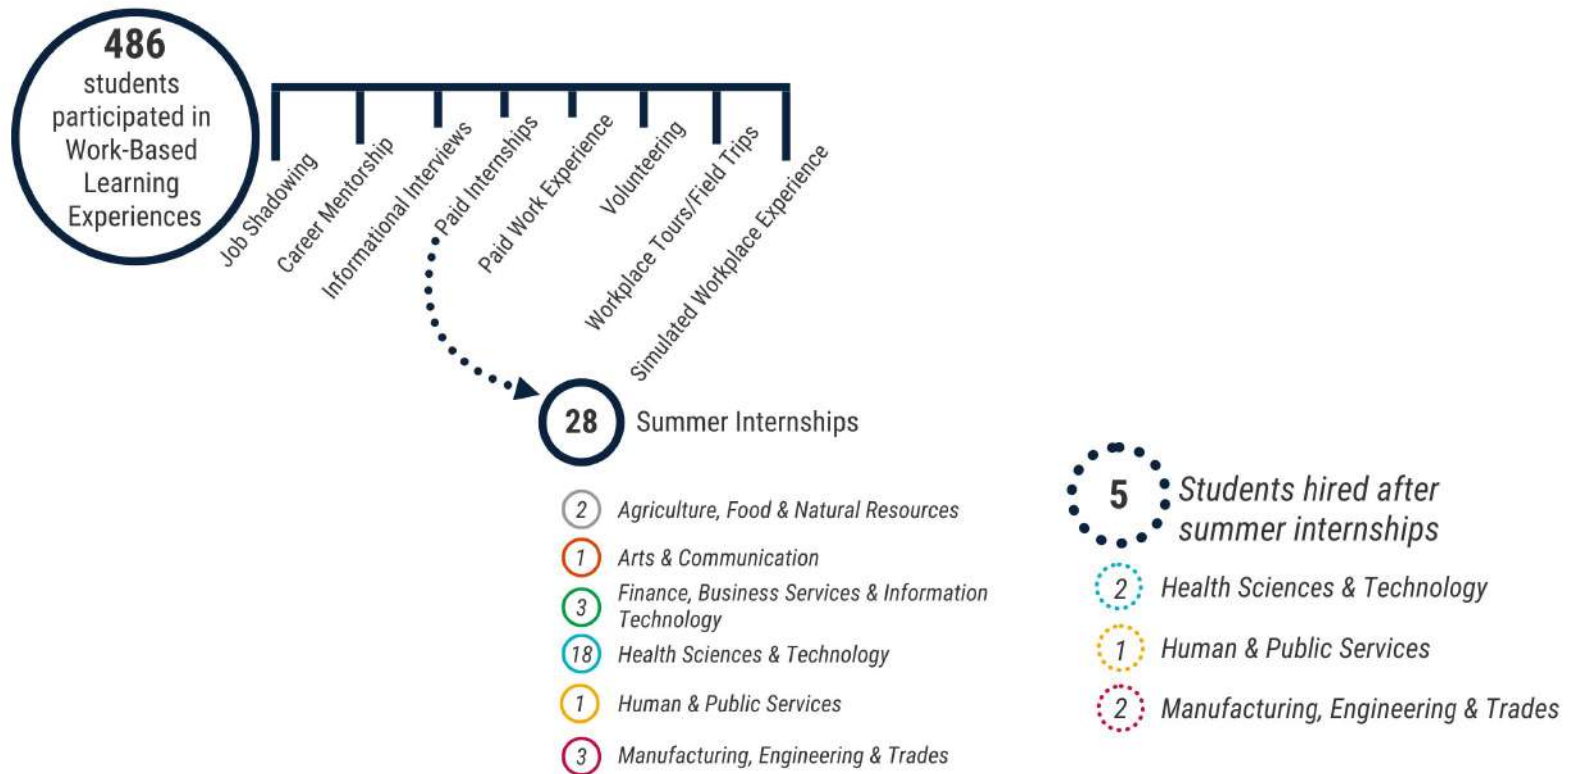 486
students
participated in
Work-Based
Learning
Experiences
Job Shadowing
Career Mentorship
Informational Interviews
Paid Internships
Paid Work Experience
Volunteering
Workplace Tours/Field Trips
Simulated Workplace Experience
28 Summer Internships
2 Agriculture, Food & Natural Resources
1 Arts & Communication
3 Finance, Business Services & Information
Technology
18 Health Sciences & Technology
1 Human & Public Services
3 Manufacturing, Engineering & Trades
5 Students hired after
summer internships
2 Health Sciences & Technology
1 Human & Public Services
2 Manufacturing, Engineering & Trades